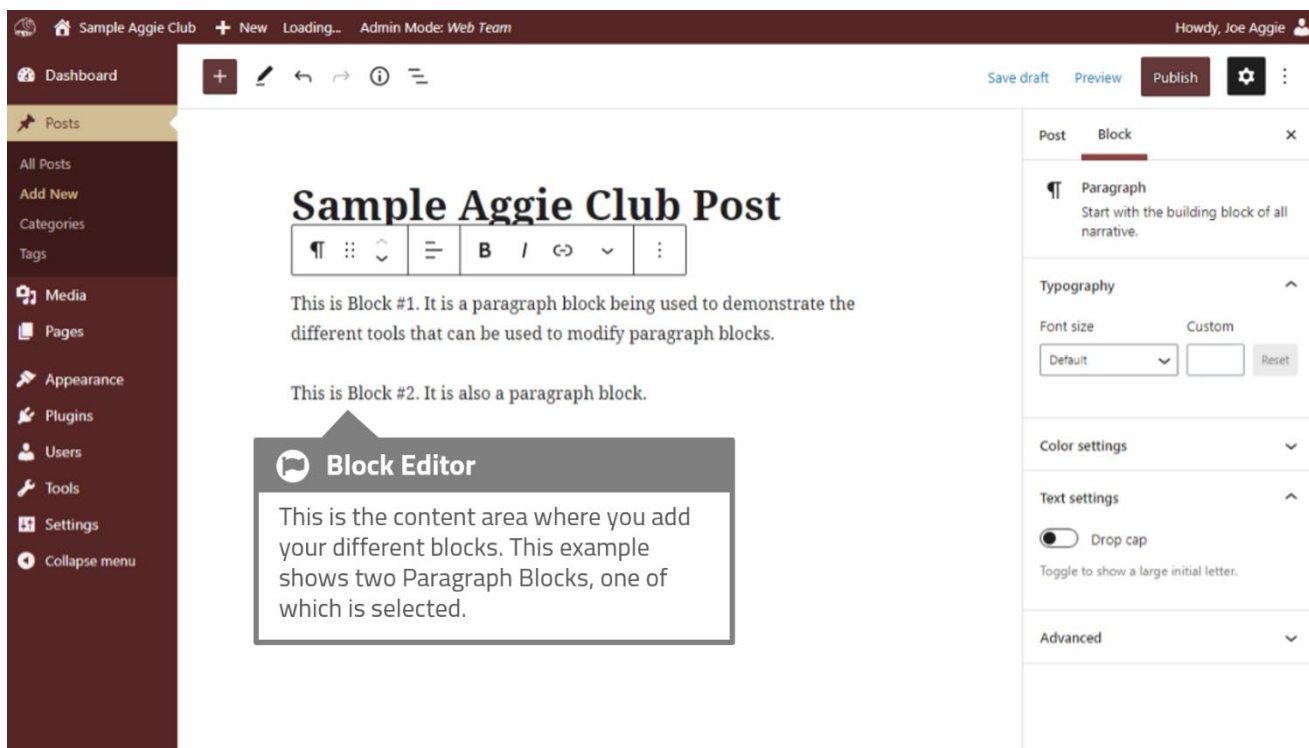 Sample Aggie Club New Loading... Admin Mode: Web Team Howdy, Joe Aggie
Dashboard
Posts
All Posts
Add New
Categories
Tags
Media
Pages
Appearance
Plugins
Users
Tools
Settings
Collapse menu
Save draft Preview Publish
Sample Aggie Club Post
B I
This is Block #1. It is a paragraph block being used to demonstrate the
different tools that can be used to modify paragraph blocks.
This is Block #2. It is also a paragraph block.
Block Editor
This is the content area where you add
your different blocks. This example
shows two Paragraph Blocks, one of
which is selected.
Post Block
Paragraph
Start with the building block of all
narrative.
Typography
Font size Custom
Default Reset
Color settings
Text settings
Drop cap
Toggle to show a large initial letter.
Advanced